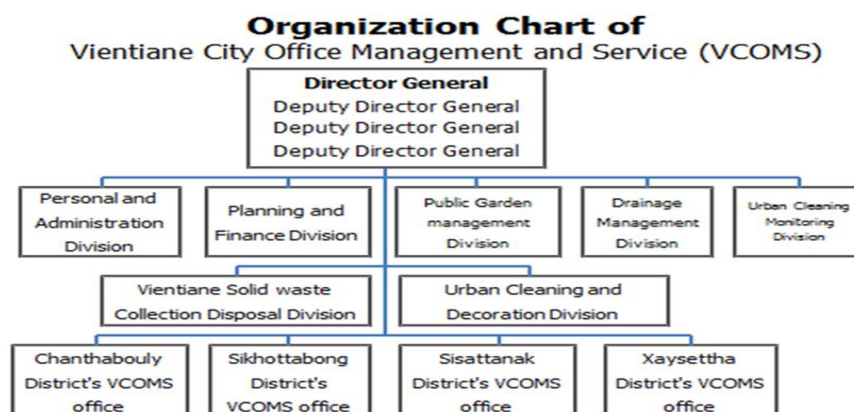 Organization Chart of
Vientiane City Office Management and Service (VCOMS)
Director General
Deputy Director General
Deputy Director General
Deputy Director General
Personal and
Administration
Division
Planning and
Finance Division
Public Garden
management
Division
Drainage
Management
Division
Urban Cleaning
Monitoring
Division
Vientiane Solid waste
Collection Disposal Division
Urban Cleaning and
Decoration Division
Chanthabouly
District's VCOMS
office
Sikhottabong
District's
VCOMS office
Sisattanak
District's VCOMS
office
Xaysettha
District's VCOMS
office